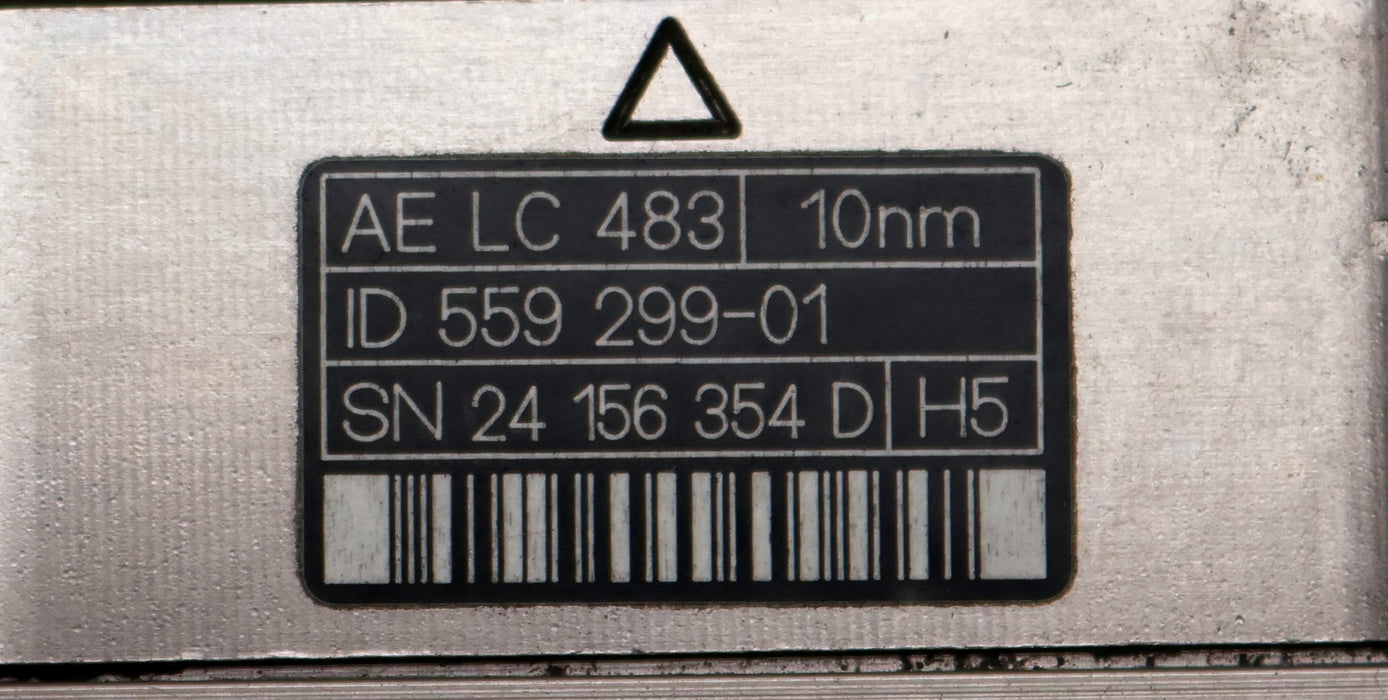 AE LC 483 10nm
ID 559 299-01
SN 24 156 354 D H5